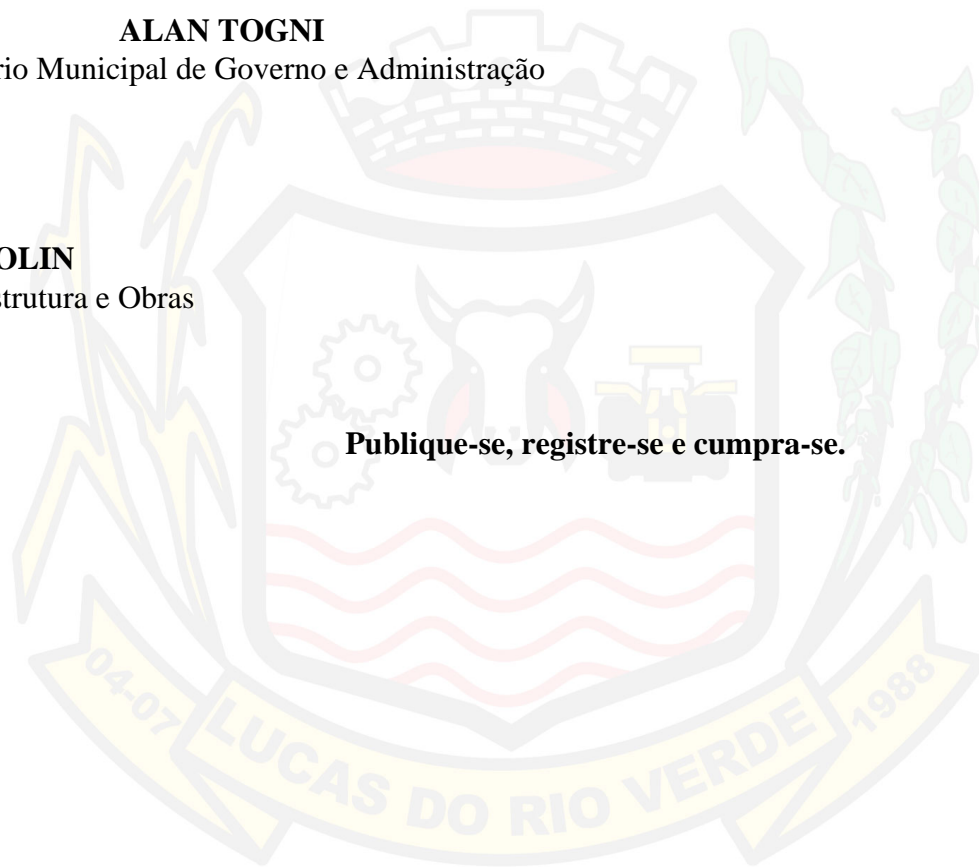 ALAN TOGNI
rio Municipal de Governo e Administração
OLIN
strutura e Obras
Publique-se, registre-se e cumpra-se.
04-07
LUCAS DO RIO VERDE
1988